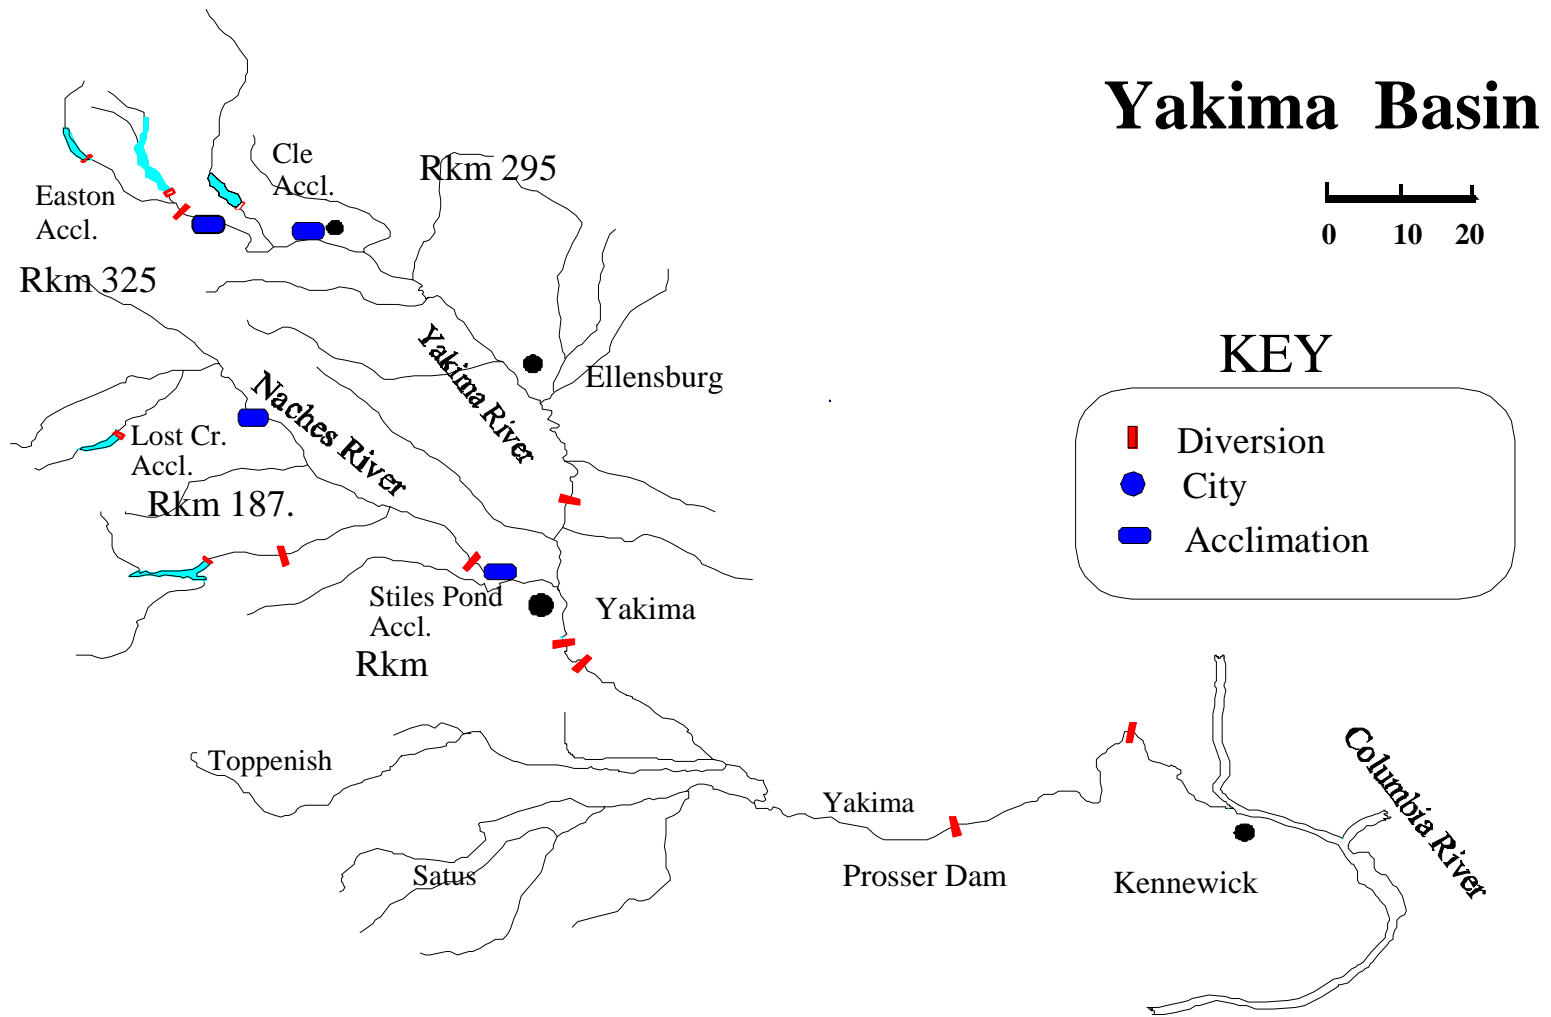 Yakima Basin
Cle
Accl.
Rkm 295
Easton
Accl.
0 10 20
Rkm 325
KEY
Yakima River
Ellensburg
Naches River
Diversion
City
Acclimation
Lost Cr.
Accl.
Rkm 187.
Stiles Pond
Accl.
Rkm
Yakima
Toppenish
Columbia River
Yakima
Satus
Prosser Dam
Kennewick